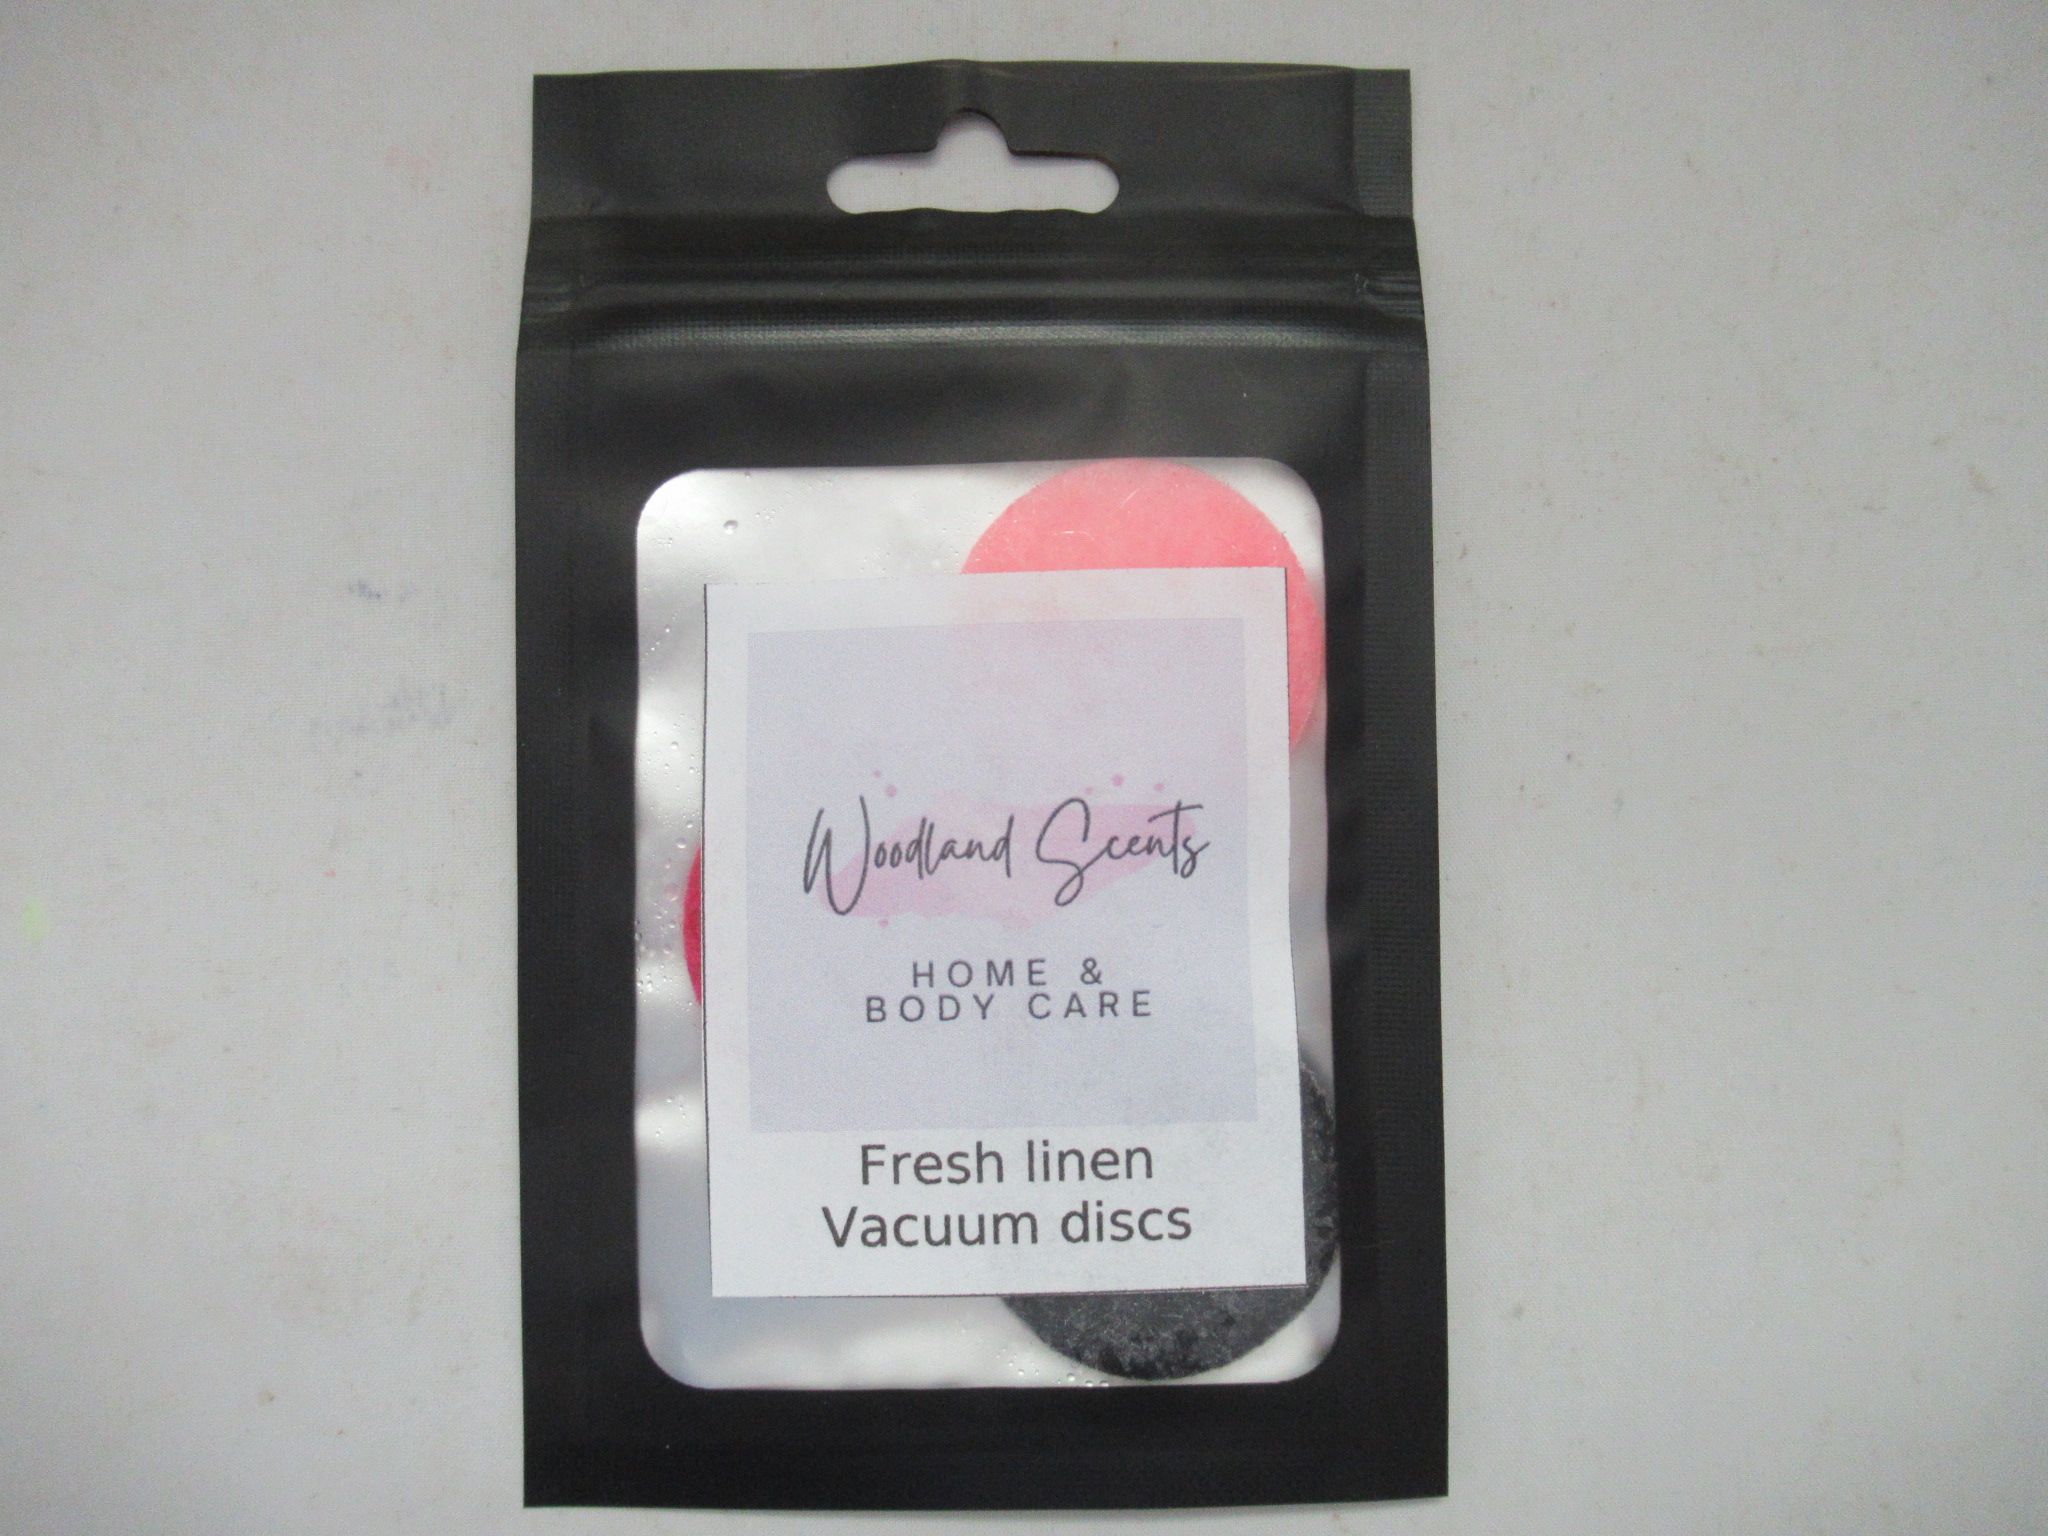 Woodland Scents
HOME &
BODY CARE
Fresh linen
Vacuum discs